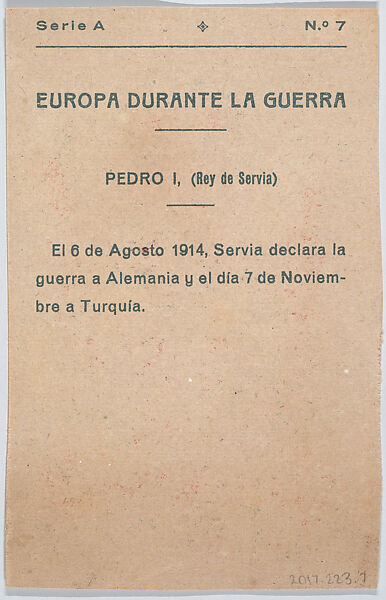 Serie A N.º 7
EUROPA DURANTE LA GUERRA
PEDRO I, (Rey de Servia)
El 6 de Agosto 1914, Servia declara la
guerra a Alemania y el día 7 de Noviem-
bre a Turquía.
2017.223.7